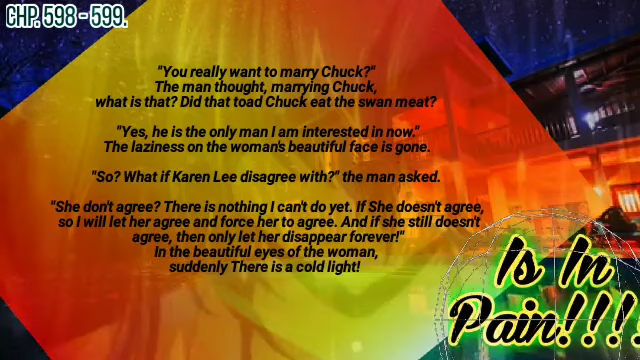 CHP. 598 - 599.
"You really want to marry Chuck?"
The man thought, marrying Chuck,
what is that? Did that toad Chuck eat the swan meat?
"Yes, he is the only man I am interested in now."
The laziness on the woman's beautiful face is gone.
"So? What if Karen Lee disagree with?" the man asked.
"She don't agree? There is nothing I can't do yet. If She doesn't agree,
so I will let her agree and force her to agree. And if she still doesn't
agree, then only let her disappear forever!"
In the beautiful eyes of the woman,
suddenly There is a cold light!
Is In
Pain!!!!